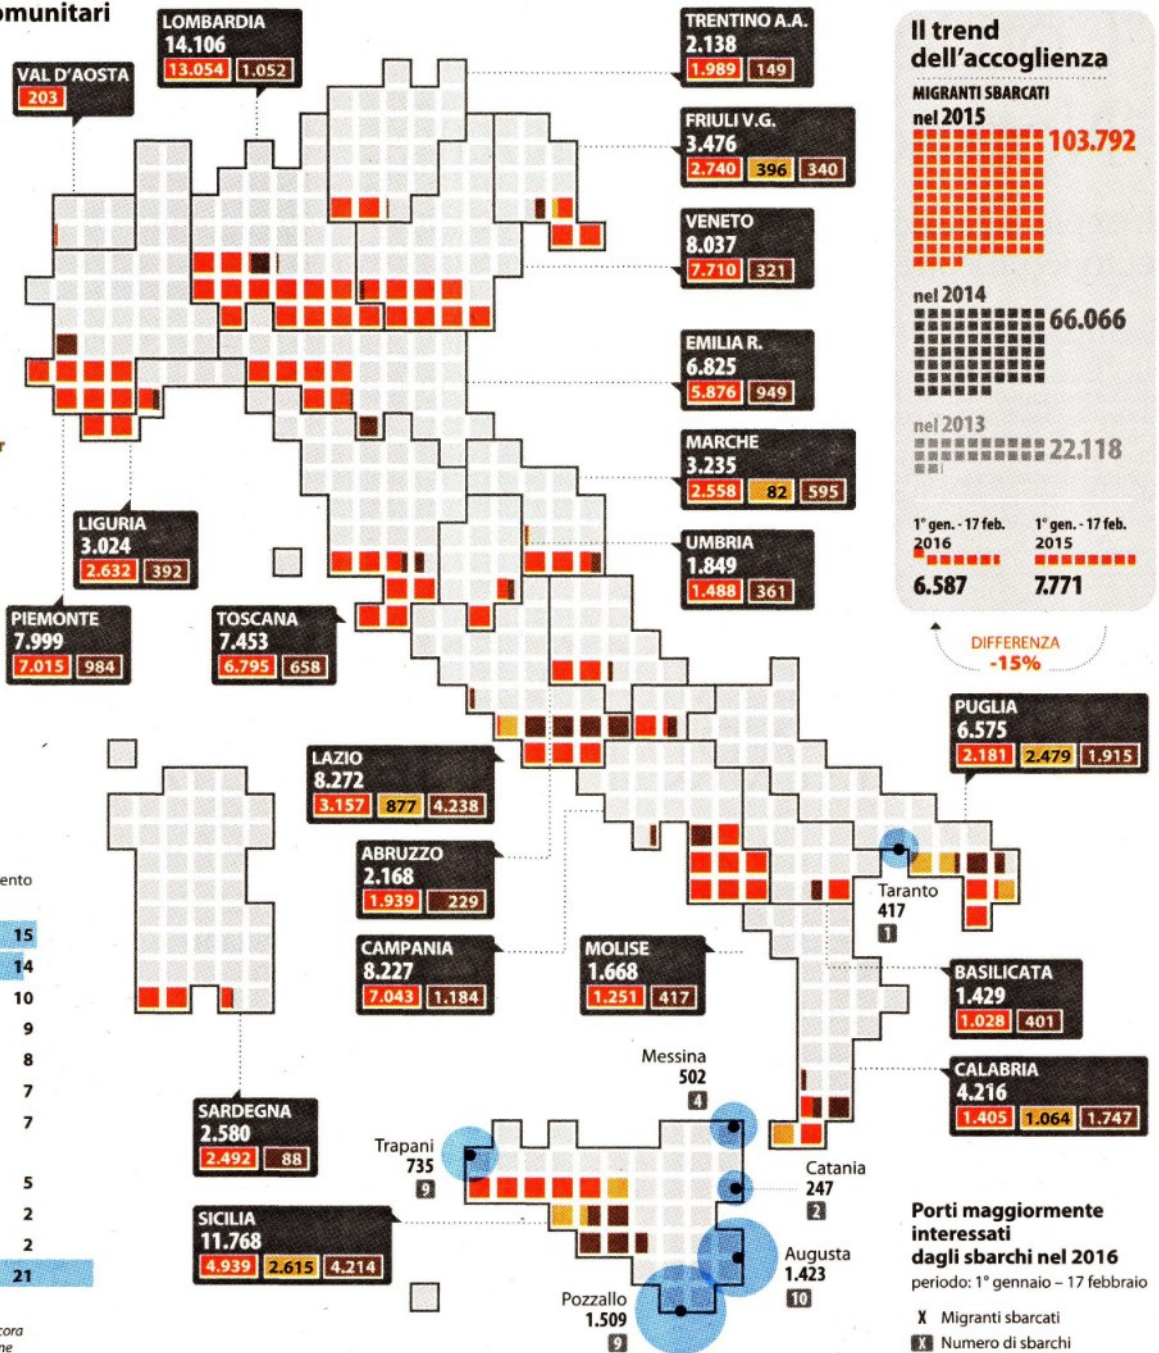 omunitari
LOMBARDIA
14.106
13.054 1.052
VAL D'AOSTA
203
TRENTINO A.A.
2.138
1.989 149
FRIULI V.G.
3.476
2.740 396 340
VENETO
8.037
7.710 321
EMILIA R.
6.825
5.876 949
MARCHE
3.235
2.558 82 595
UMBRIA
1.849
1.488 361
Il trend
dell'accoglienza
MIGRANTI SBARCATI
nel 2015
103.792
nel 2014
66.066
nel 2013
22.118
1° gen. - 17 feb.
2016
6.587
1° gen. - 17 feb.
2015
7.771
DIFFERENZA
-15%
r
LIGURIA
3.024
2.632 392
PIEMONTE
7.999
7.015 984
TOSCANA
7.453
6.795 658
LAZIO
8.272
3.157 877 4.238
ABRUZZO
2.168
1.939 229
CAMPANIA
8.227
7.043 1.184
MOLISE
1.668
1.251 417
PUGLIA
6.575
2.181 2.479 1.915
Taranto
417
1
BASILICATA
1.429
1.028 401
CALABRIA
4.216
1.405 1.064 1.747
ento
15
14
10
9
8
7
7
5
2
2
21
cora
ne
SARDEGNA
2.580
2.492 88
SICILIA
11.768
4.939 2.615 4.214
Messina
502
4
Trapani
735
9
Catania
247
2
Augusta
1.423
10
Pozzallo
1.509
9
Porti maggiormente
interessati
dagli sbarchi nel 2016
periodo: 1° gennaio – 17 febbraio
X Migranti sbarcati
X Numero di sbarchi